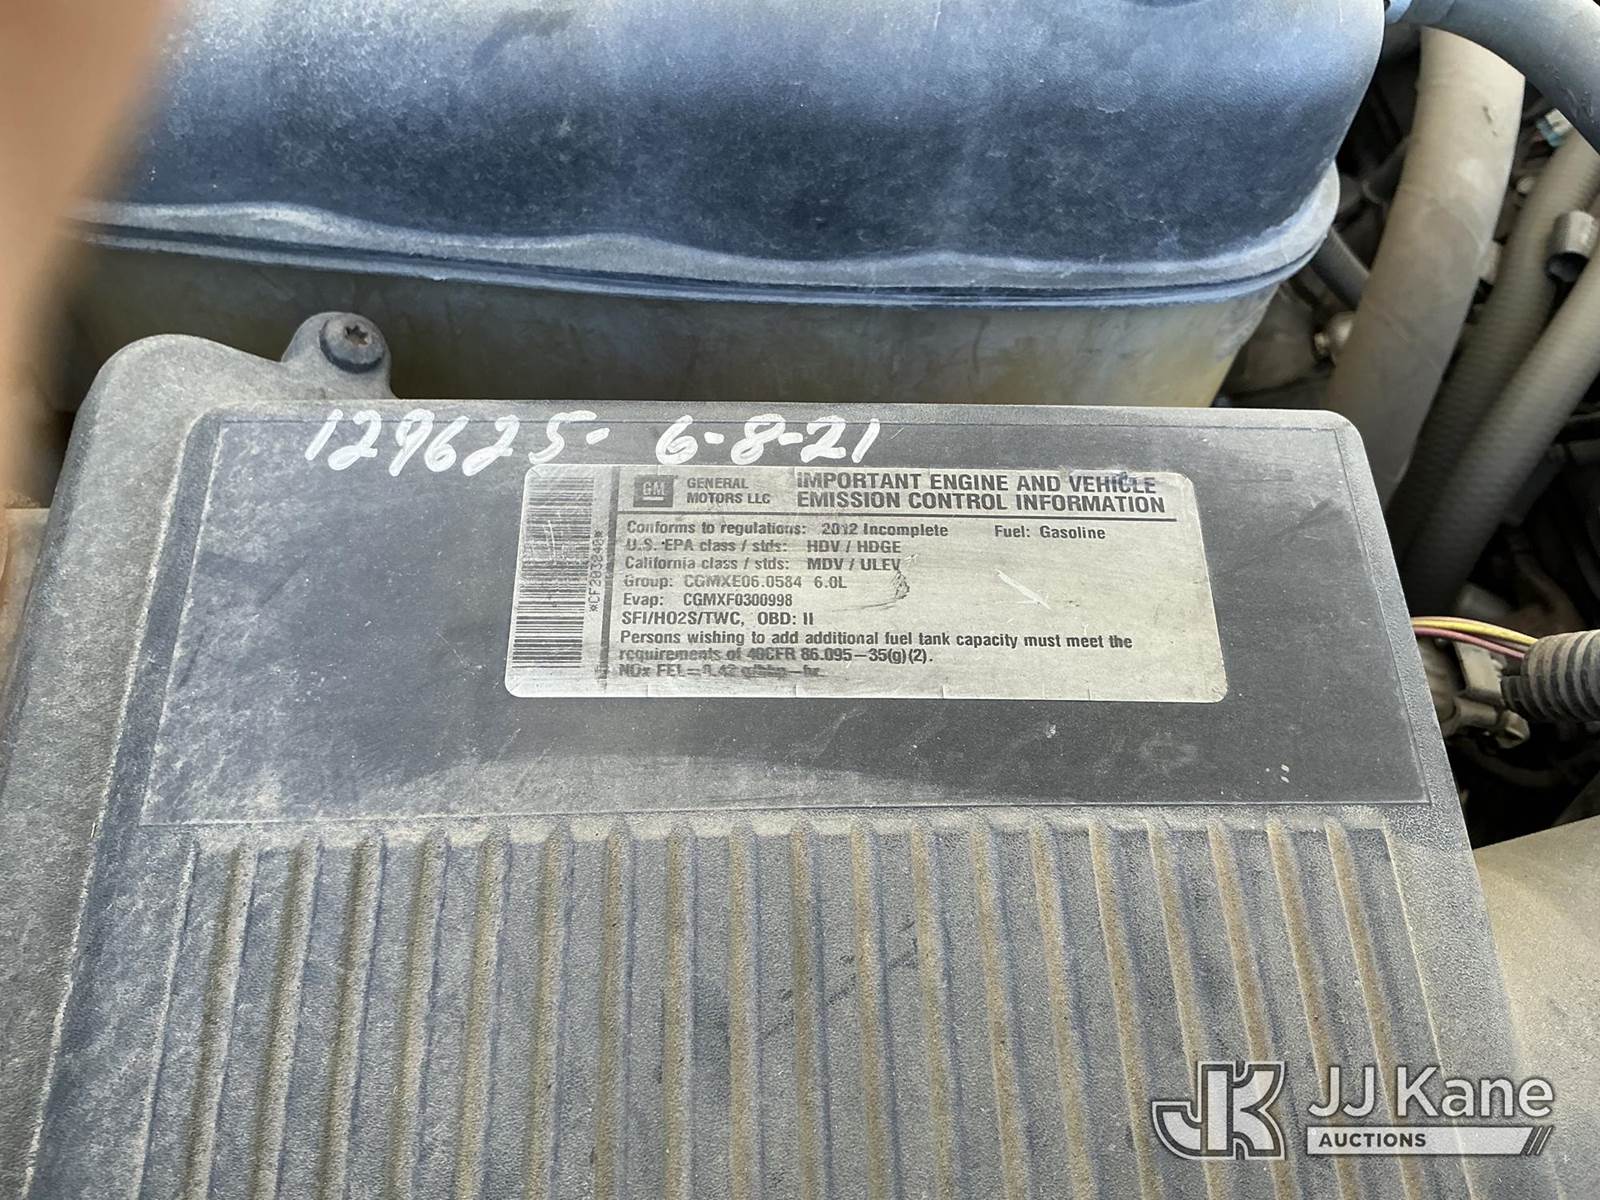 129625- 6-8-21
GM GENERAL MOTORS LLC
IMPORTANT ENGINE AND VEHICLE
EMISSION CONTROL INFORMATION
Conforms to regulations: 2012 Incomplete Fuel: Gasoline
U.S. EPA class / stds: HDV / HDGE
California class / stds: MDV / ULEV
Group: CGMXE06.0584 6.0L
Evap: CGMXF0300998
SFI/HO2S/TWC, OBD: II
Persons wishing to add additional fuel tank capacity must meet the
requirements of 40CFR 86.095-35(g)(2).
NOx FEL=
JK JJ Kane
AUCTIONS